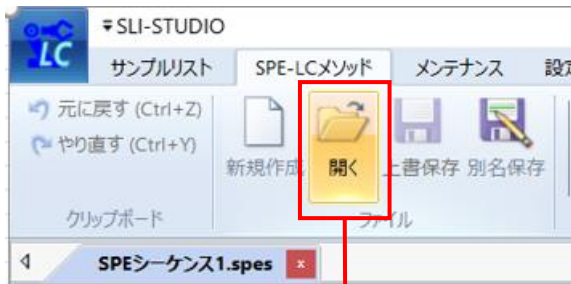 SLI-STUDIO
LC
サンプルリスト SPE-LCメソッド メンテナンス 設定
元に戻す (Ctrl+Z)
やり直す (Ctrl+Y)
新規作成 開く 上書保存 別名保存
クリップボード ファイル
SPEシーケンス1.spes x